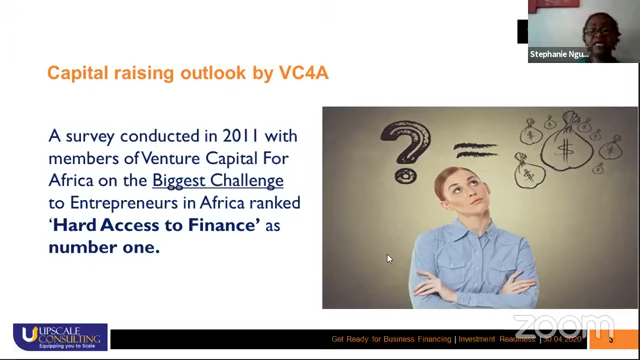 Stephanie Ngu...
Capital raising outlook by VC4A
A survey conducted in 2011 with
members of Venture Capital For
Africa on the Biggest Challenge
to Entrepreneurs in Africa ranked
‘Hard Access to Finance’ as
number one.
? =
$
UPSCALE
CONSULTING
Equipping you to Scale
Get Ready for Business Financing | Investment Readiness | 30.04.2020
zoom